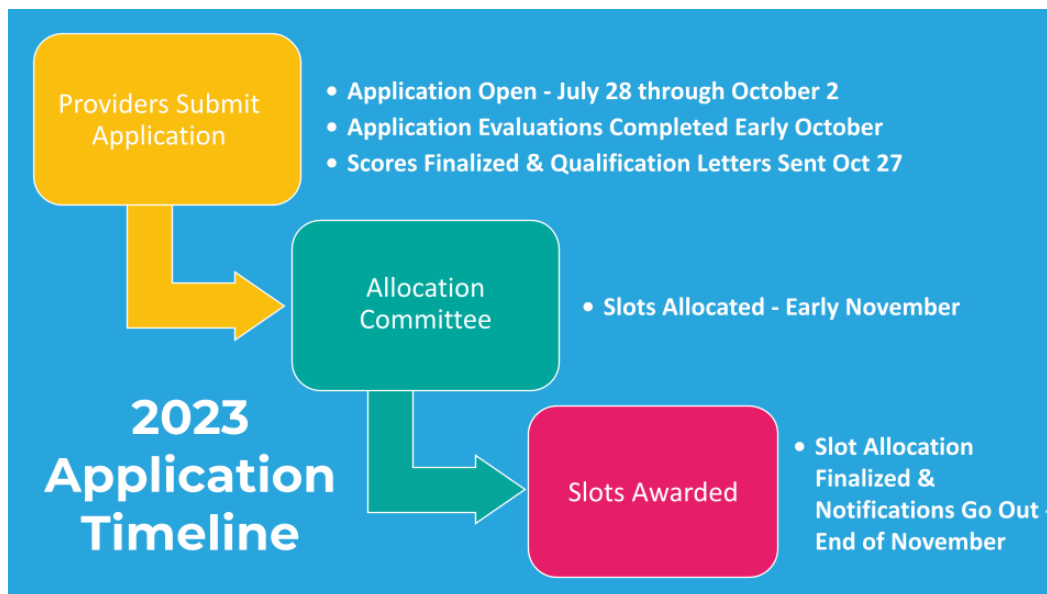 Providers Submit
Application
• Application Open - July 28 through October 2
• Application Evaluations Completed Early October
• Scores Finalized & Qualification Letters Sent Oct 27
Allocation
Committee
• Slots Allocated - Early November
2023
Application
Timeline
Slots Awarded
• Slot Allocation
Finalized &
Notifications Go Out -
End of November